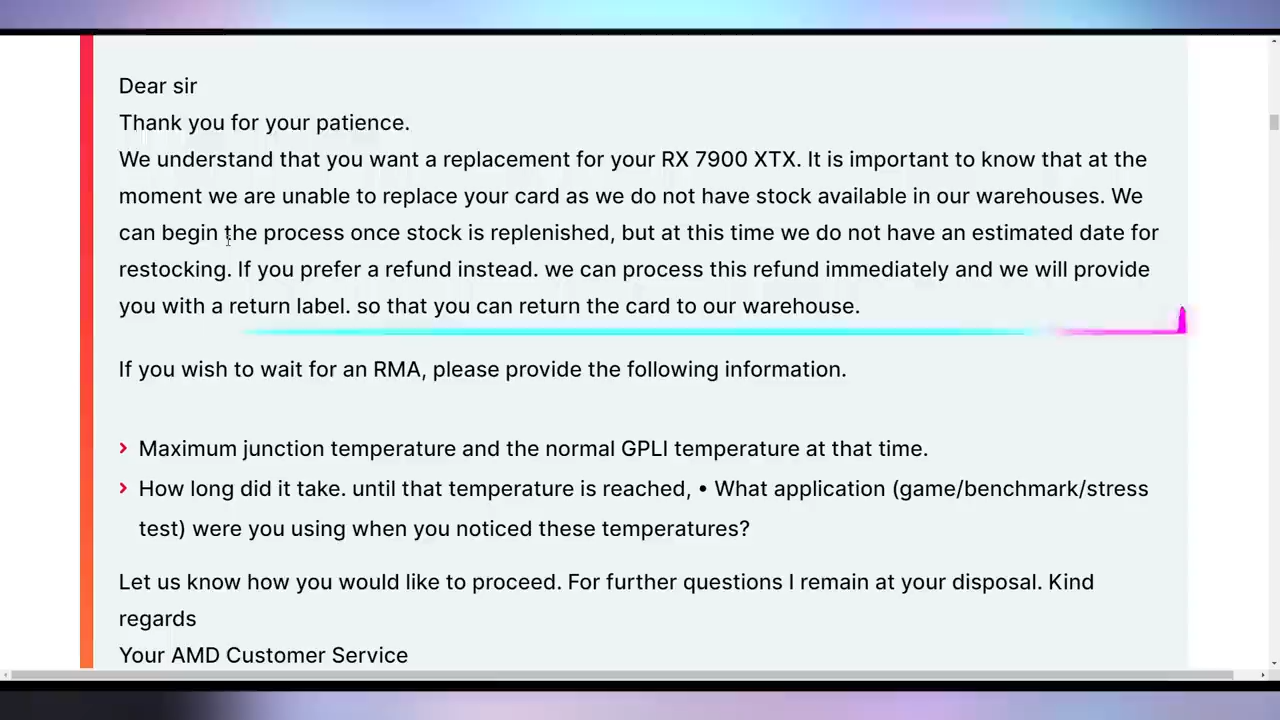 Dear sir
Thank you for your patience.
We understand that you want a replacement for your RX 7900 XTX. It is important to know that at the
moment we are unable to replace your card as we do not have stock available in our warehouses. We
can begin the process once stock is replenished, but at this time we do not have an estimated date for
restocking. If you prefer a refund instead. we can process this refund immediately and we will provide
you with a return label. so that you can return the card to our warehouse.
If you wish to wait for an RMA, please provide the following information.
› Maximum junction temperature and the normal GPLI temperature at that time.
› How long did it take. until that temperature is reached, • What application (game/benchmark/stress
test) were you using when you noticed these temperatures?
Let us know how you would like to proceed. For further questions I remain at your disposal. Kind
regards
Your AMD Customer Service